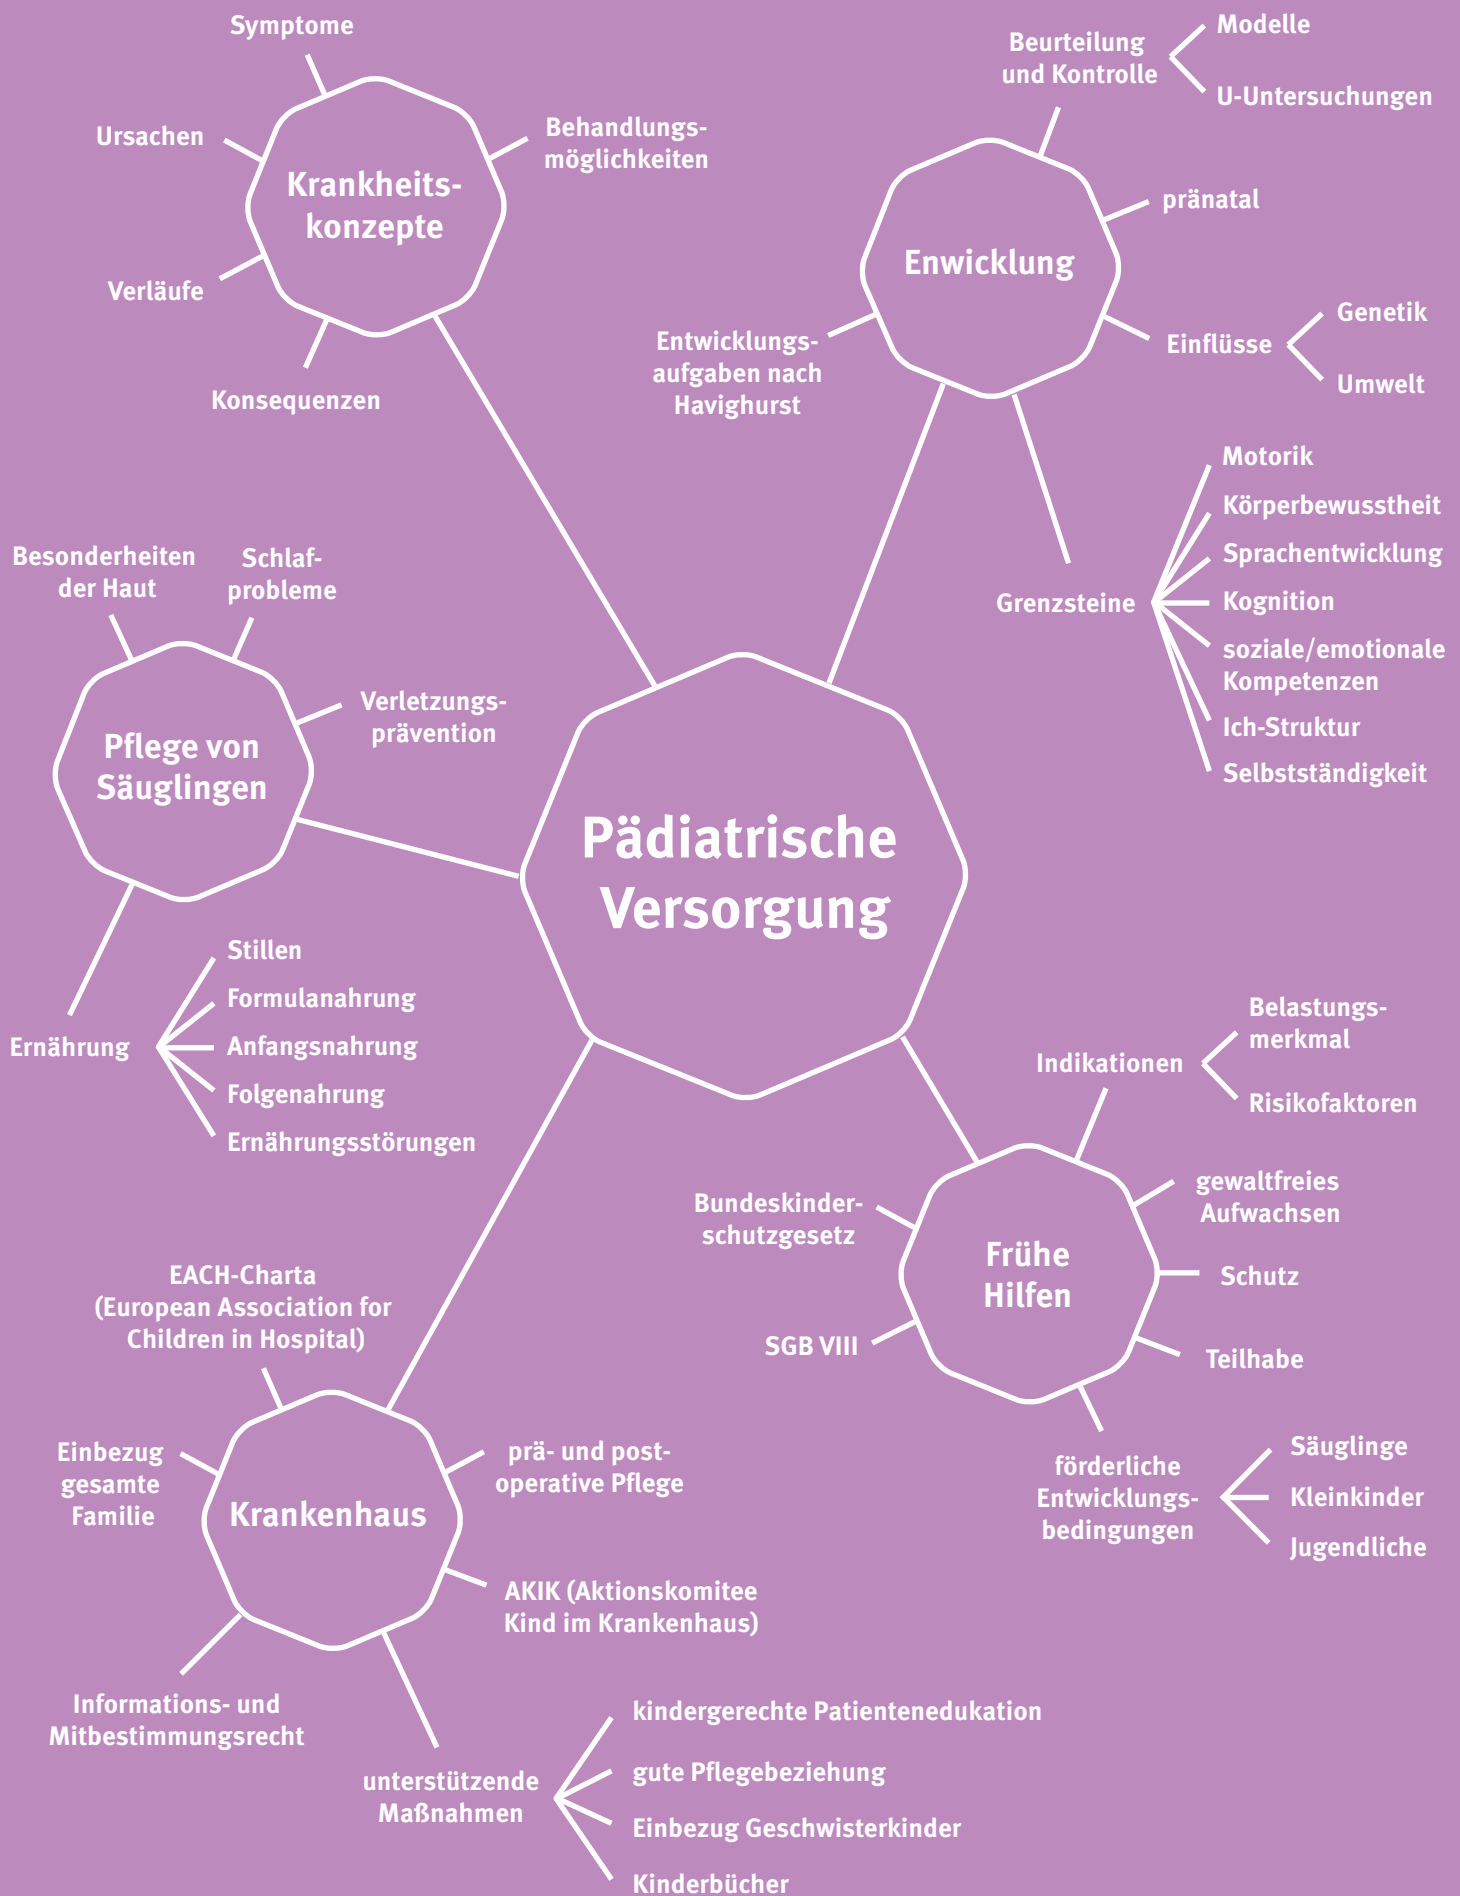 Symptome
Ursachen
Behandlungs-
möglichkeiten
Krankheits-
konzepte
Verläufe
Konsequenzen
Beurteilung
und Kontrolle
Modelle
U-Untersuchungen
pränatal
Enwicklung
Einflüsse
Genetik
Umwelt
Entwicklungs-
aufgaben nach
Havighurst
Grenzsteine
Motorik
Körperbewusstheit
Sprachentwicklung
Kognition
soziale/emotionale
Kompetenzen
Ich-Struktur
Selbstständigkeit
Besonderheiten
der Haut
Schlaf-
probleme
Verletzungs-
prävention
Pflege von
Säuglingen
Ernährung
Stillen
Formulanahrung
Anfangsnahrung
Folgenahrung
Ernährungsstörungen
Pädiatrische
Versorgung
Indikationen
Belastungs-
merkmal
Risikofaktoren
Bundeskinder-
schutzgesetz
gewaltfreies
Aufwachsen
Frühe
Hilfen
Schutz
SGB VIII
Teilhabe
förderliche
Entwicklungs-
bedingungen
Säuglinge
Kleinkinder
Jugendliche
EACH-Charta
(European Association for
Children in Hospital)
Einbezug
gesamte
Familie
prä- und post-
operative Pflege
Krankenhaus
AKIK (Aktionskomitee
Kind im Krankenhaus)
Informations- und
Mitbestimmungsrecht
unterstützende
Maßnahmen
kindergerechte Patientenedukation
gute Pflegebeziehung
Einbezug Geschwisterkinder
Kinderbücher